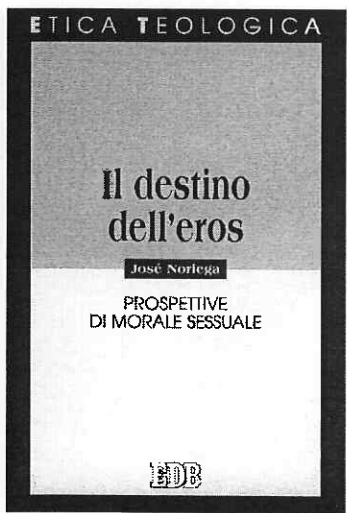 ETICA TEOLOGICA
Il destino
dell'eros
José Noriega
PROSPETTIVE
DI MORALE SESSUALE
EDB